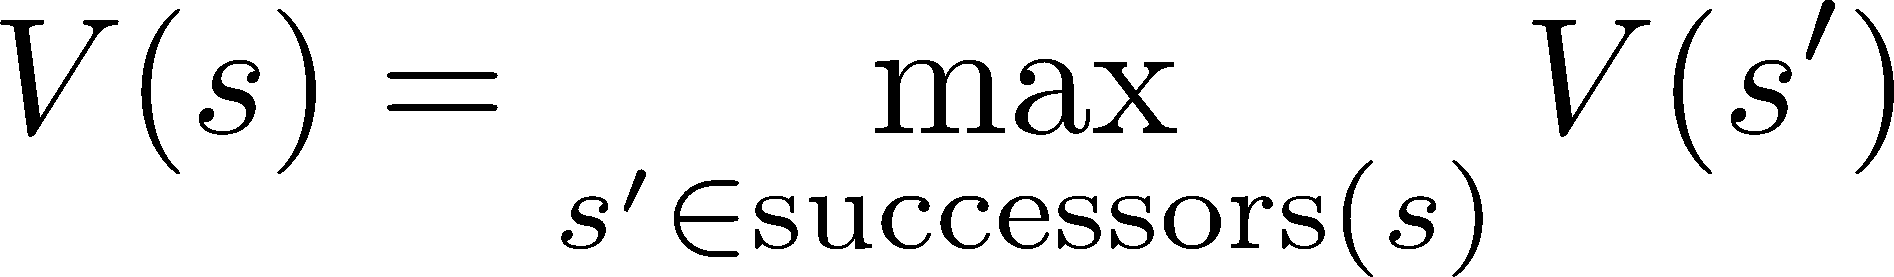 V(s) = max V(s′)
s′∈successors(s)